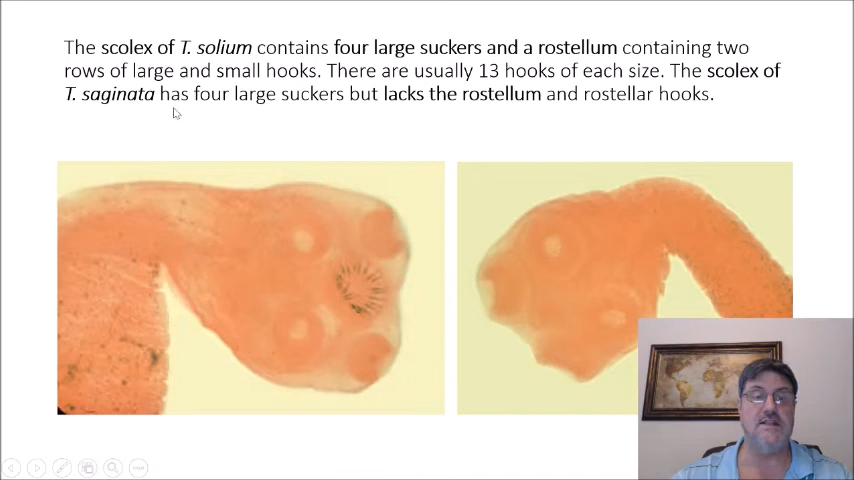 The scolex of T. solium contains four large suckers and a rostellum containing two
rows of large and small hooks. There are usually 13 hooks of each size. The scolex of
T. saginata has four large suckers but lacks the rostellum and rostellar hooks.